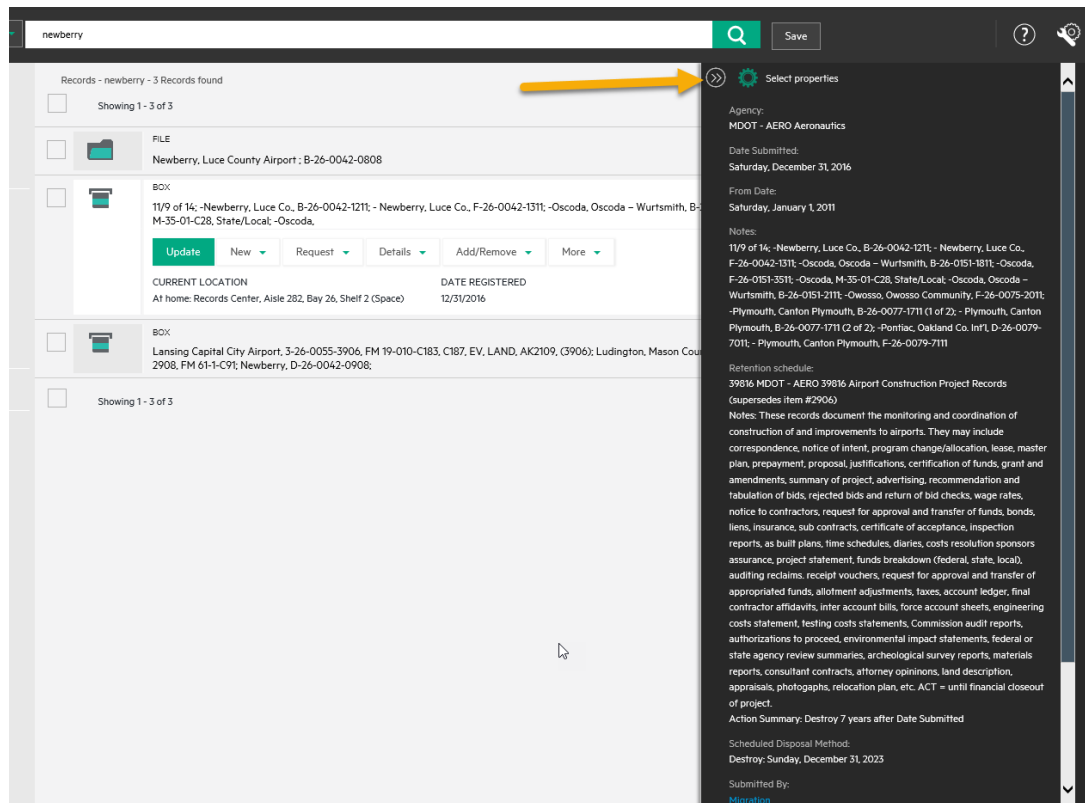 newberry
Save
?
Records - newberry - 3 Records found
Showing 1 - 3 of 3
FILE
Newberry, Luce County Airport ; B-26-0042-0808
BOX
11/9 of 14; -Newberry, Luce Co., B-26-0042-1211; - Newberry, Luce Co., F-26-0042-1311; -Oscoda, Oscoda – Wurtsmith, B-
M-35-01-C28, State/Local; -Oscoda,
Update New Request Details Add/Remove More
CURRENT LOCATION DATE REGISTERED
At home: Records Center, Aisle 282, Bay 26, Shelf 2 (Space) 12/31/2016
BOX
Lansing Capital City Airport, 3-26-0055-3906, FM 19-010-C183, C187, EV, LAND, AK2109, (3906); Ludington, Mason Cou
2908, FM 61-1-C91; Newberry, D-26-0042-0908;
Showing 1 - 3 of 3
Select properties
Agency:
MDOT - AERO Aeronautics
Date Submitted:
Saturday, December 31, 2016
From Date:
Saturday, January 1, 2011
Notes:
11/9 of 14; -Newberry, Luce Co., B-26-0042-1211; - Newberry, Luce Co.,
F-26-0042-1311; -Oscoda, Oscoda – Wurtsmith, B-26-0151-1811; -Oscoda,
F-26-0151-3511; -Oscoda, M-35-01-C28, State/Local; -Oscoda, Oscoda –
Wurtsmith, B-26-0151-2111; -Owosso, Owosso Community, F-26-0075-2011;
-Plymouth, Canton Plymouth, B-26-0077-1711 (1 of 2); - Plymouth, Canton
Plymouth, B-26-0077-1711 (2 of 2); -Pontiac, Oakland Co. Int'l, D-26-0079-
7011; - Plymouth, Canton Plymouth, F-26-0079-7111
Retention schedule:
39816 MDOT - AERO 39816 Airport Construction Project Records
(supersedes item #2906)
Notes: These records document the monitoring and coordination of
construction of and improvements to airports. They may include
correspondence, notice of intent, program change/allocation, lease, master
plan, prepayment, proposal, justifications, certification of funds, grant and
amendments, summary of project, advertising, recommendation and
tabulation of bids, rejected bids and return of bid checks, wage rates,
notice to contractors, request for approval and transfer of funds, bonds,
liens, insurance, sub contracts, certificate of acceptance, inspection
reports, as built plans, time schedules, diaries, costs resolution sponsors
assurance, project statement, funds breakdown (federal, state, local),
auditing reclaims. receipt vouchers, request for approval and transfer of
appropriated funds, allotment adjustments, taxes, account ledger, final
contractor affidavits, inter account bills, force account sheets, engineering
costs statement, testing costs statements, Commission audit reports,
authorizations to proceed, environmental impact statements, federal or
state agency review summaries, archeological survey reports, materials
reports, consultant contracts, attorney opininons, land description,
appraisals, photogaphs, relocation plan, etc. ACT = until financial closeout
of project.
Action Summary: Destroy 7 years after Date Submitted
Scheduled Disposal Method:
Destroy: Sunday, December 31, 2023
Submitted By:
Migration